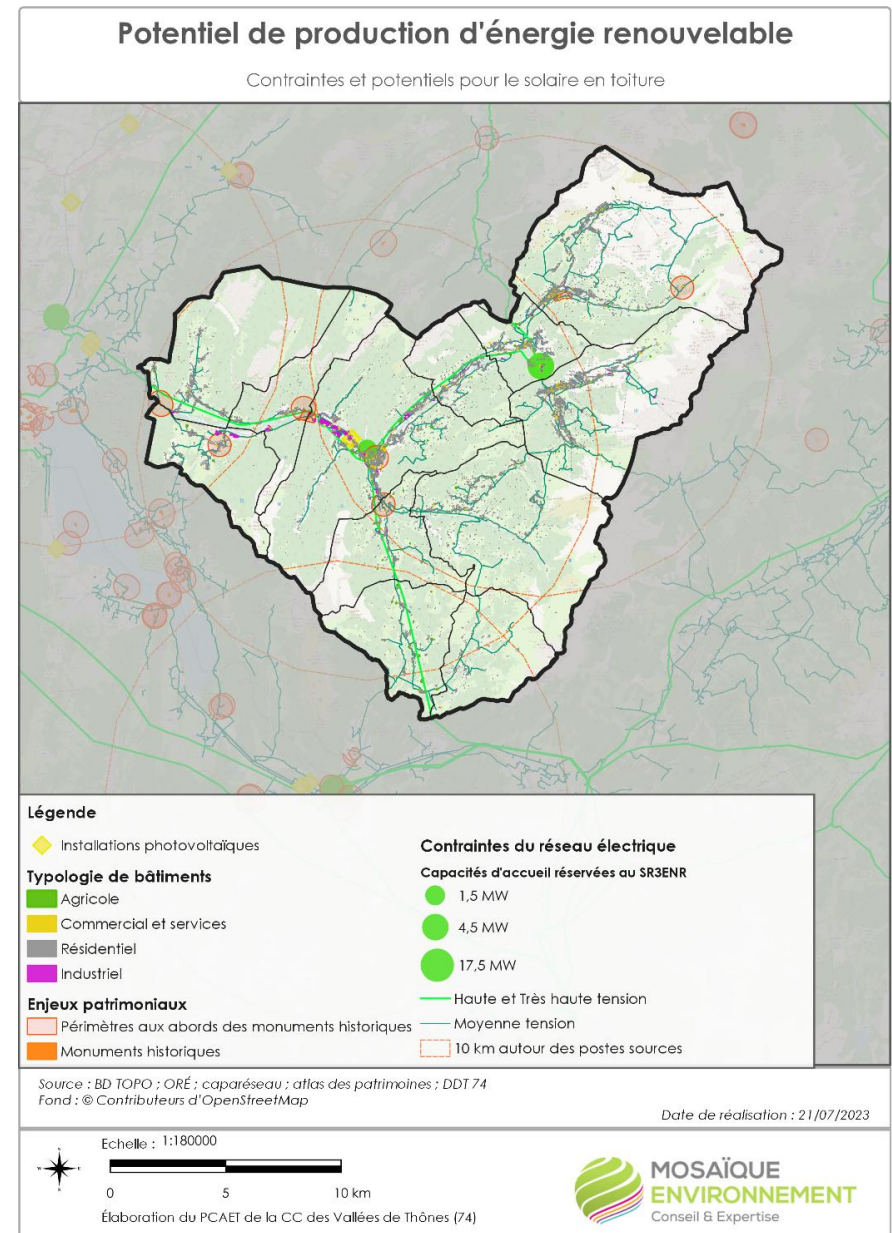 Potentiel de production d'énergie renouvelable
Contraintes et potentiels pour le solaire en toiture
Légende
Installations photovoltaïques
Typologie de bâtiments
Agricole
Commercial et services
Résidentiel
Industriel
Enjeux patrimoniaux
Périmètres aux abords des monuments historiques
Monuments historiques
Contraintes du réseau électrique
Capacités d'accueil réservées au SR3ENR
1,5 MW
4,5 MW
17,5 MW
Haute et Très haute tension
Moyenne tension
10 km autour des postes sources
Source : BD TOPO ; ORÉ ; caparéseau ; atlas des patrimoines ; DDT 74
Fond : © Contributeurs d'OpenStreetMap
Date de réalisation : 21/07/2023
Echelle : 1:180000
0 5 10 km
Élaboration du PCAET de la CC des Vallées de Thônes (74)
MOSAÏQUE
ENVIRONNEMENT
Conseil & Expertise